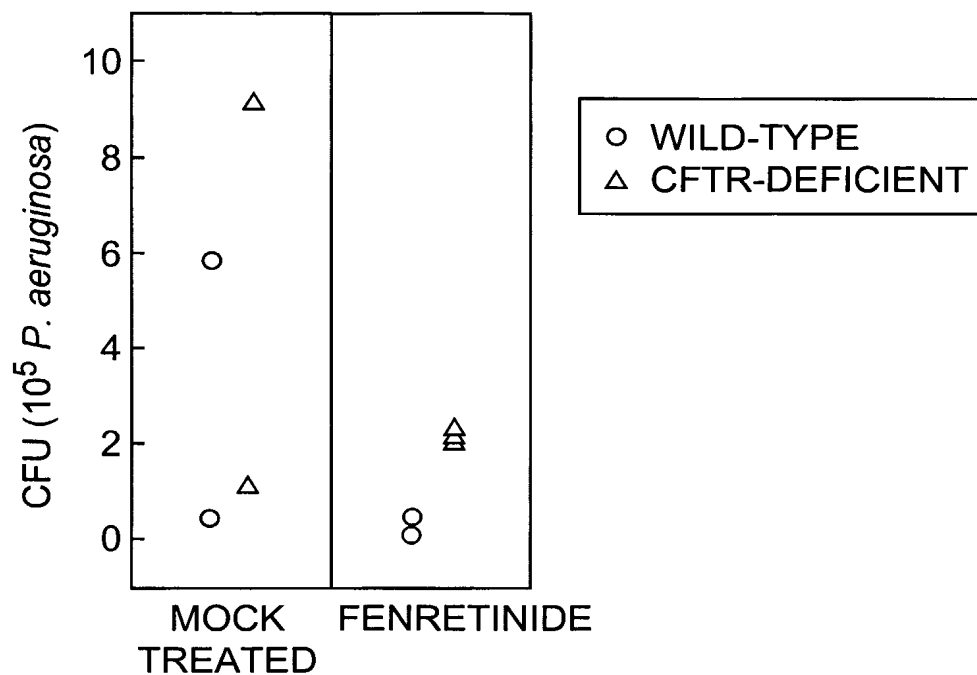 CFU (10⁵ P. aeruginosa)
10
8
6
4
2
0
MOCK
TREATED
FENRETINIDE
WILD-TYPE
CFTR-DEFICIENT